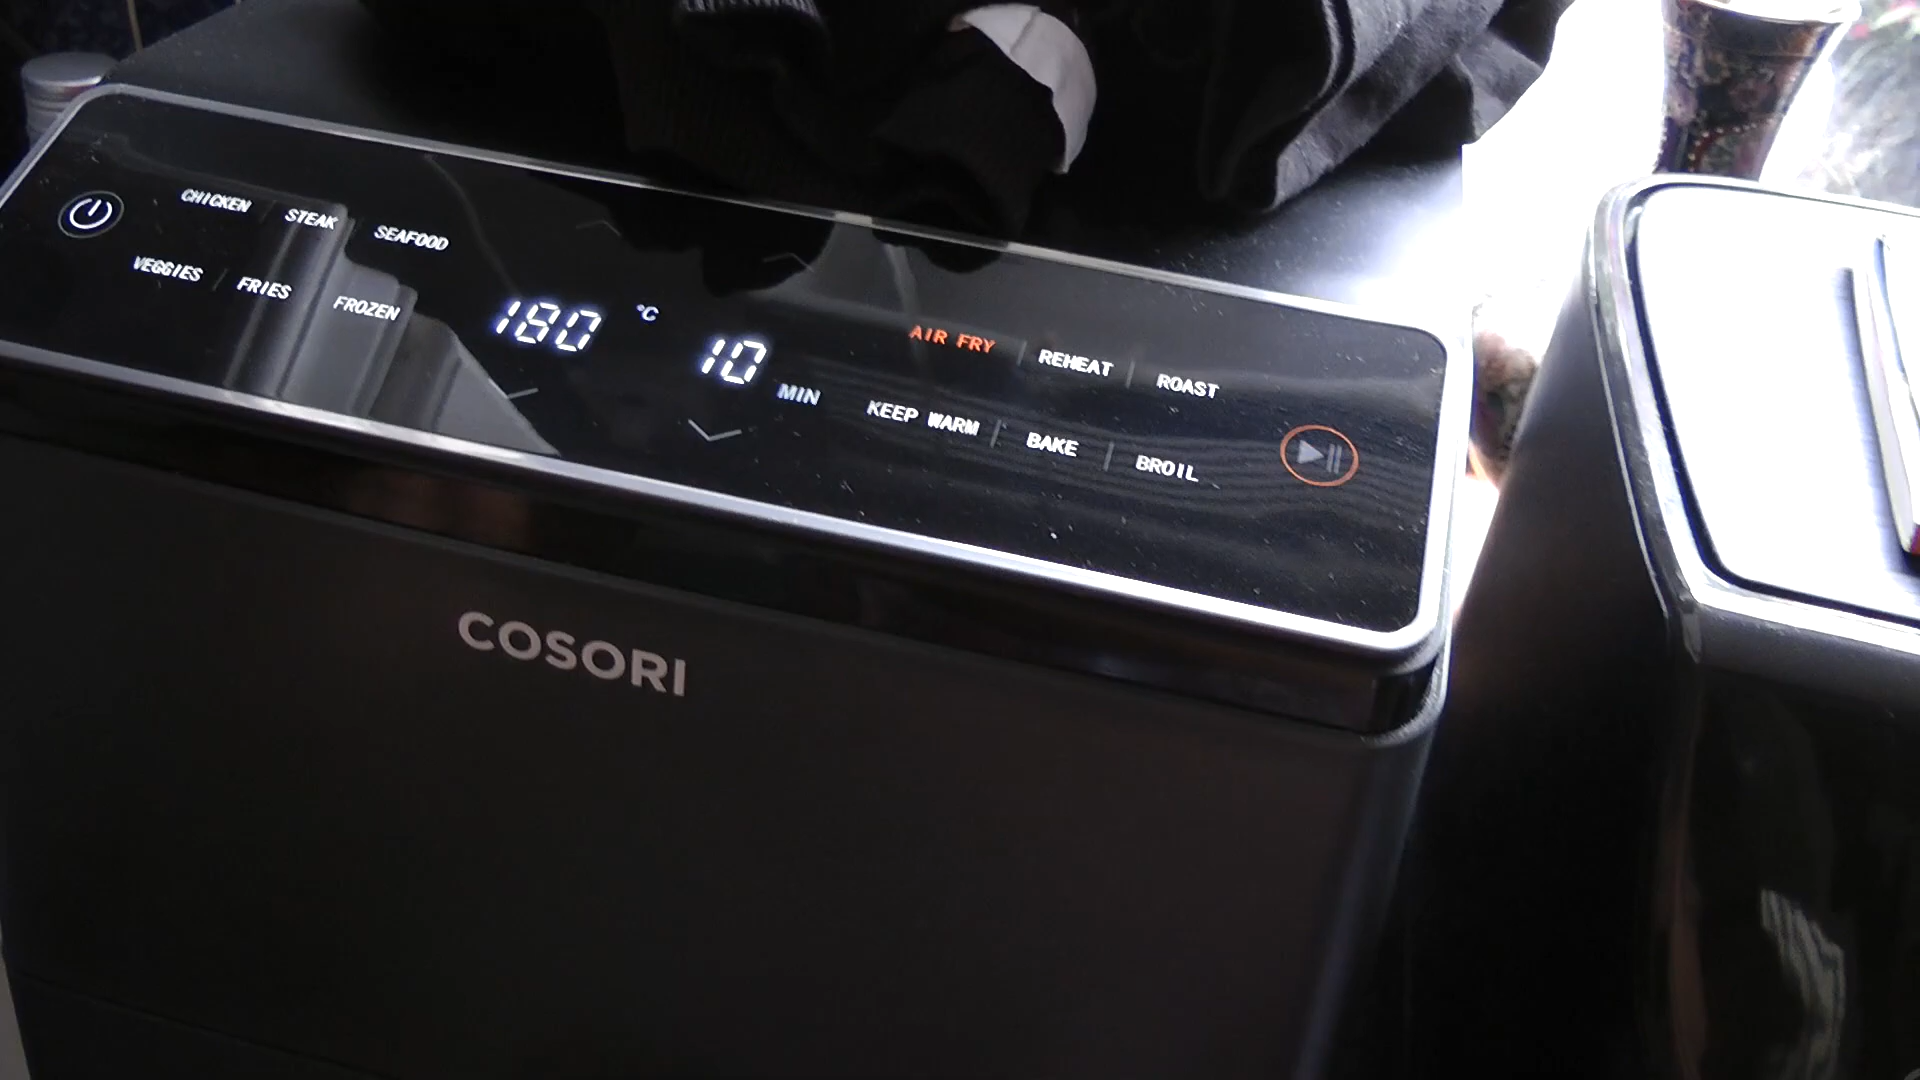 CHICKEN STEAK SEAFOOD
VEGGIES FRIES FROZEN
180 °C
10 MIN
AIR FRY REHEAT ROAST
KEEP WARM BAKE BROIL
COSORI